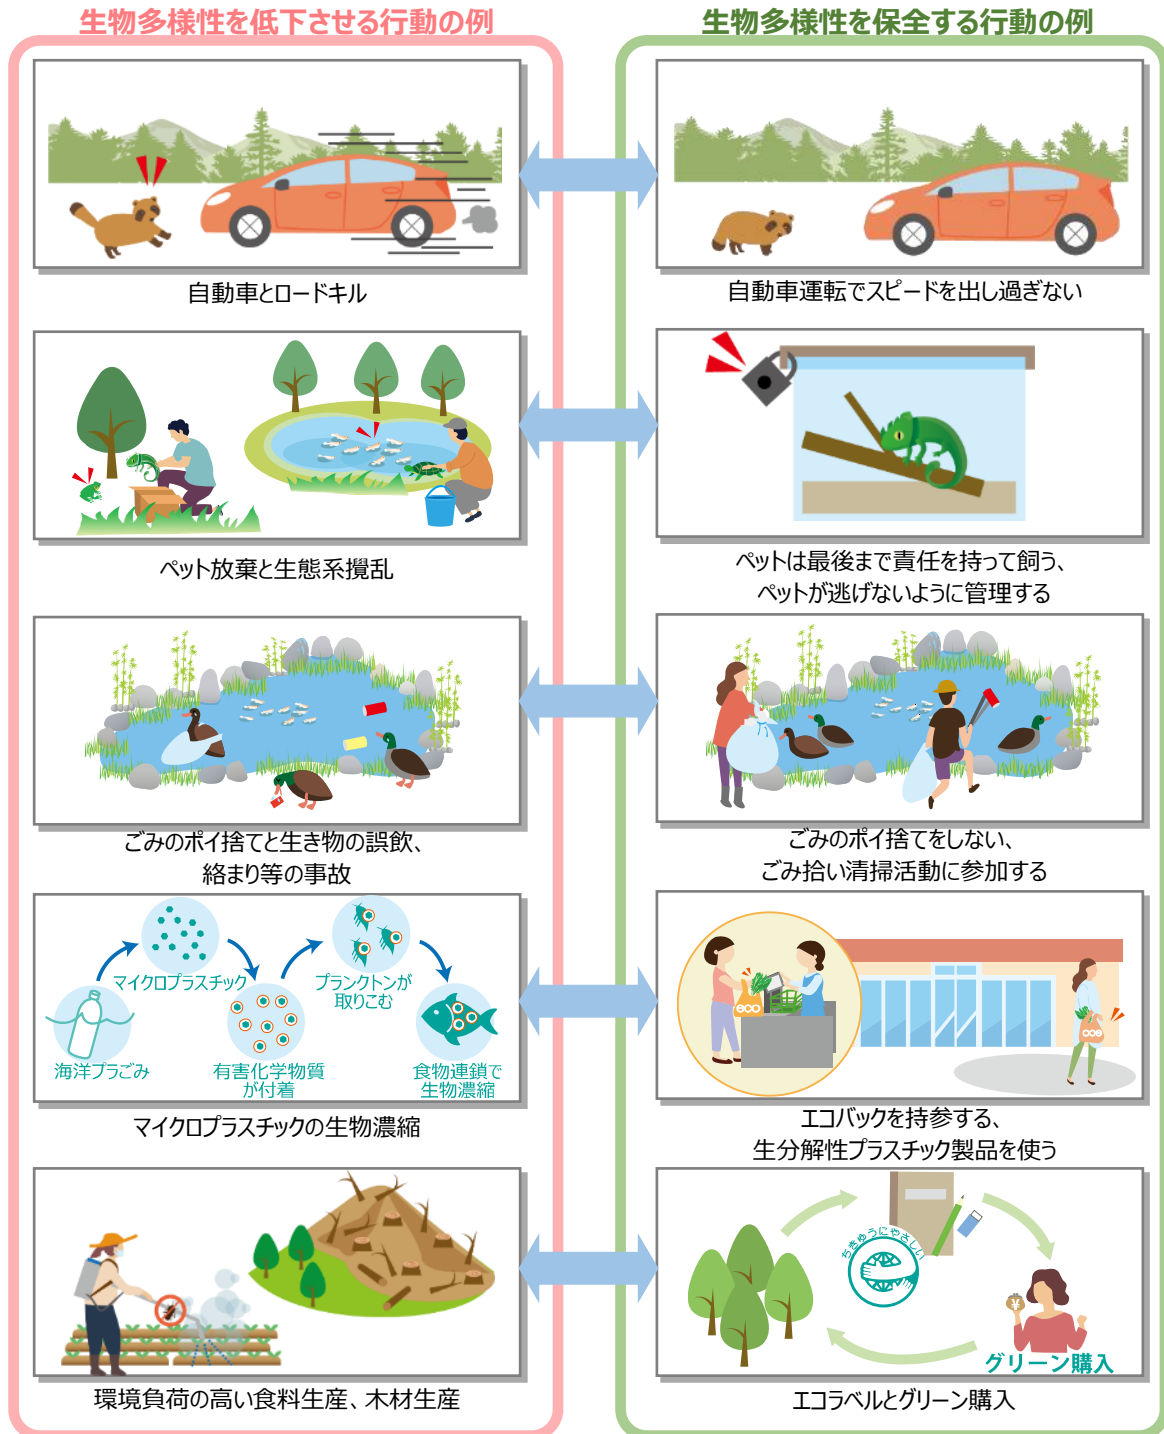 生物多様性を低下させる行動の例
生物多様性を保全する行動の例
自動車とロードキル
自動車運転でスピードを出し過ぎない
ペット放棄と生態系攪乱
ペットは最後まで責任を持って飼う、
ペットが逃げないように管理する
ごみのポイ捨てと生き物の誤飲、
絡まり等の事故
ごみのポイ捨てをしない、
ごみ拾い清掃活動に参加する
海洋プラごみ
マイクロプラスチック
有害化学物質
が付着
プランクトンが
取りこむ
食物連鎖で
生物濃縮
マイクロプラスチックの生物濃縮
eco
eco
エコバックを持参する、
生分解性プラスチック製品を使う
環境負荷の高い食料生産、木材生産
ちきゅうにやさしい
¥
グリーン購入
エコラベルとグリーン購入